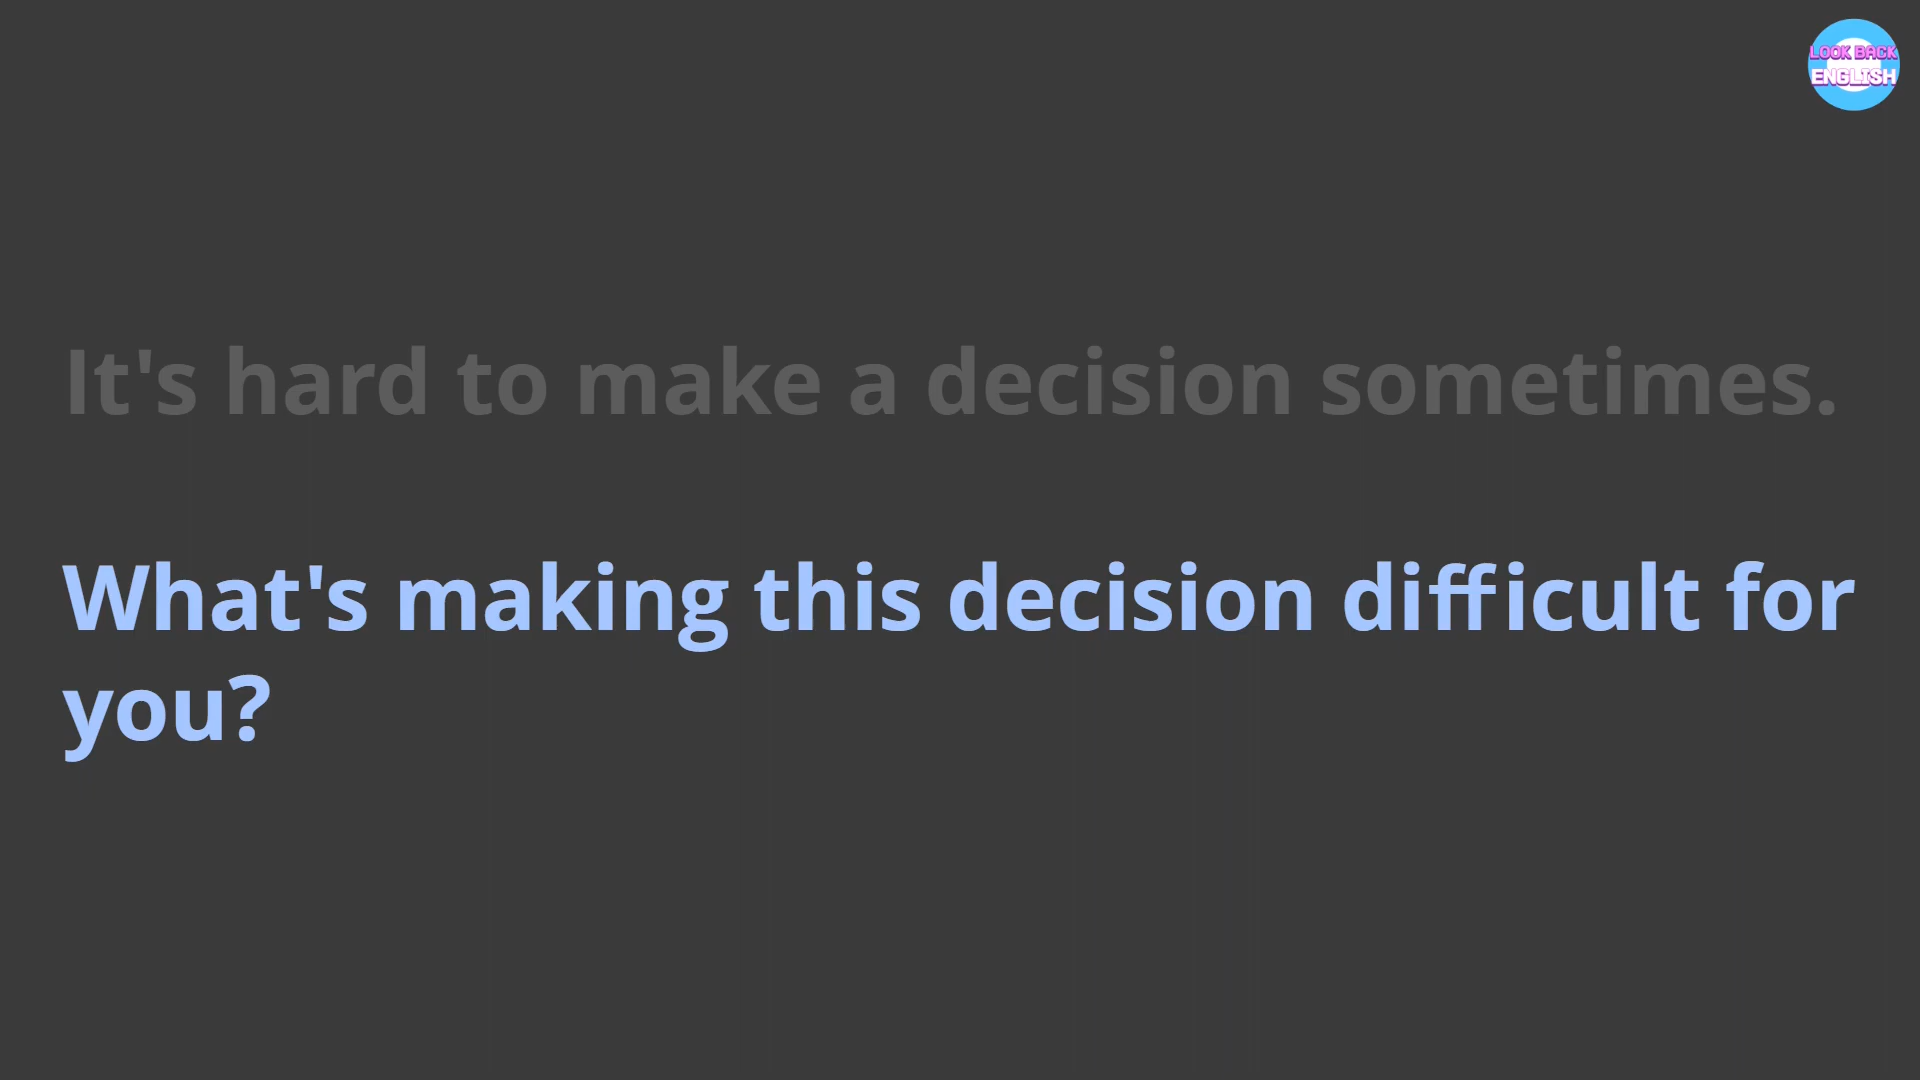 LOOK BACK
ENGLISH
It's hard to make a decision sometimes.
What's making this decision difficult for
you?